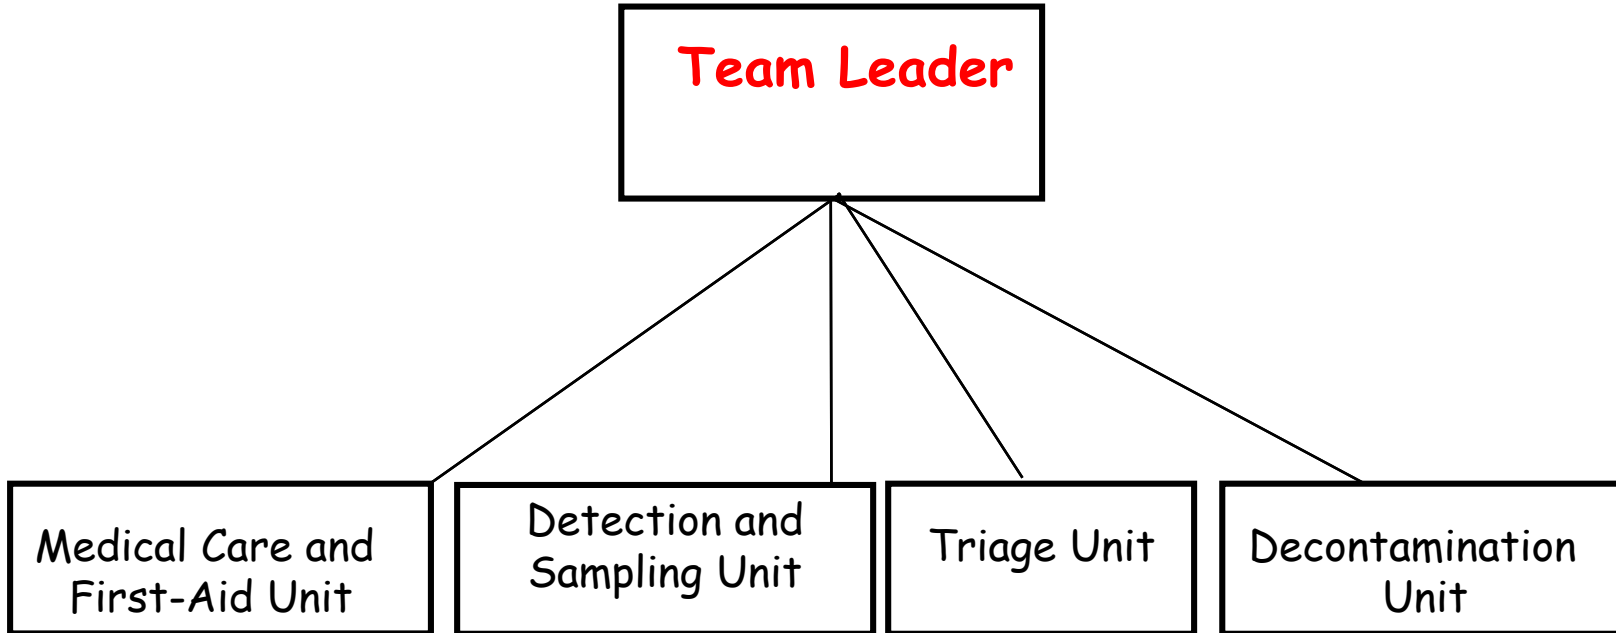 Team Leader
Medical Care and
First-Aid Unit
Detection and
Sampling Unit
Triage Unit
Decontamination
Unit